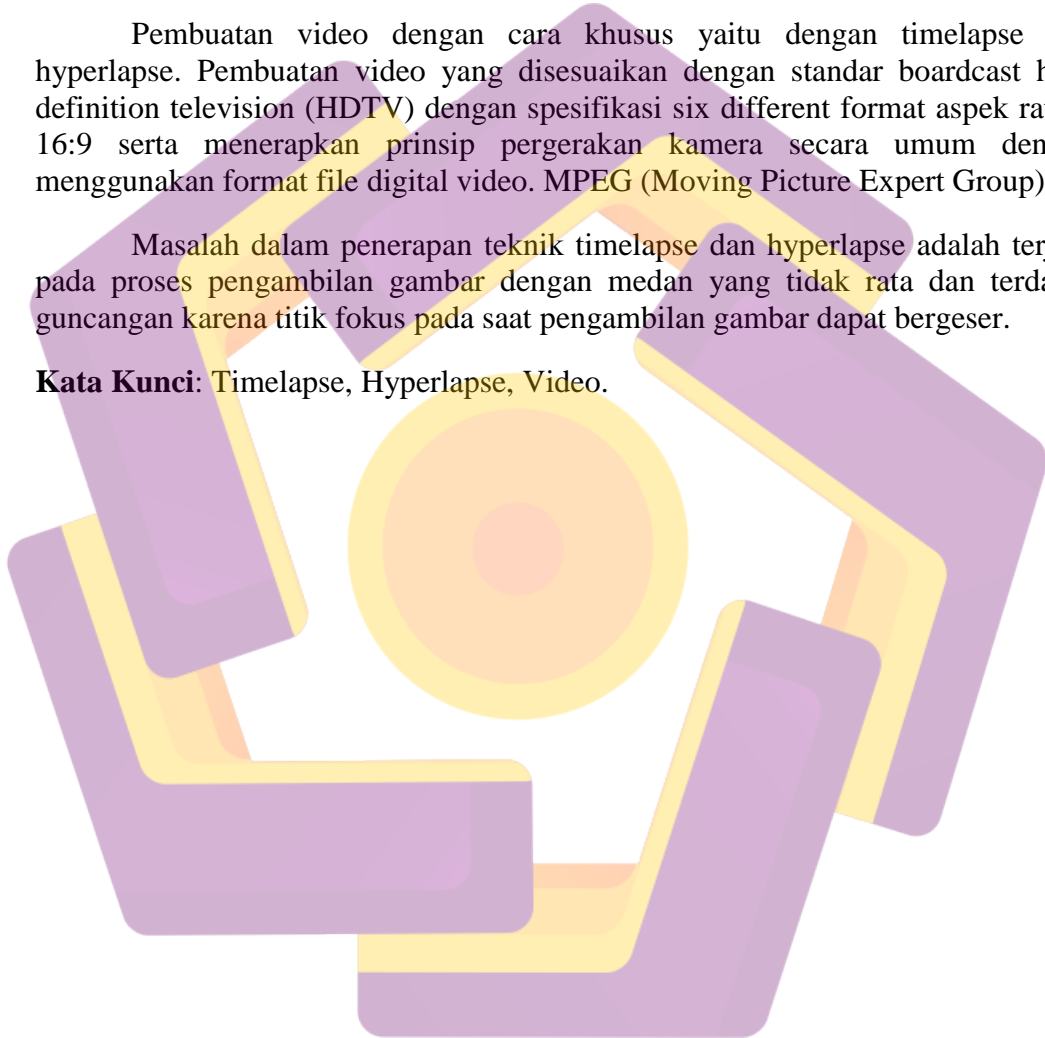 Pembuatan video dengan cara khusus yaitu dengan timelapse
hyperlapse. Pembuatan video yang disesuaikan dengan standar boardcast
definition television (HDTV) dengan spesifikasi six different format aspek
16:9 serta menerapkan prinsip pergerakan kamera secara umum
menggunakan format file digital video. MPEG (Moving Picture Expert Group)
Masalah dalam penerapan teknik timelapse dan hyperlapse adalah
pada proses pengambilan gambar dengan medan yang tidak rata dan
guncangan karena titik fokus pada saat pengambilan gambar dapat bergeser.
Kata Kunci: Timelapse, Hyperlapse, Video.